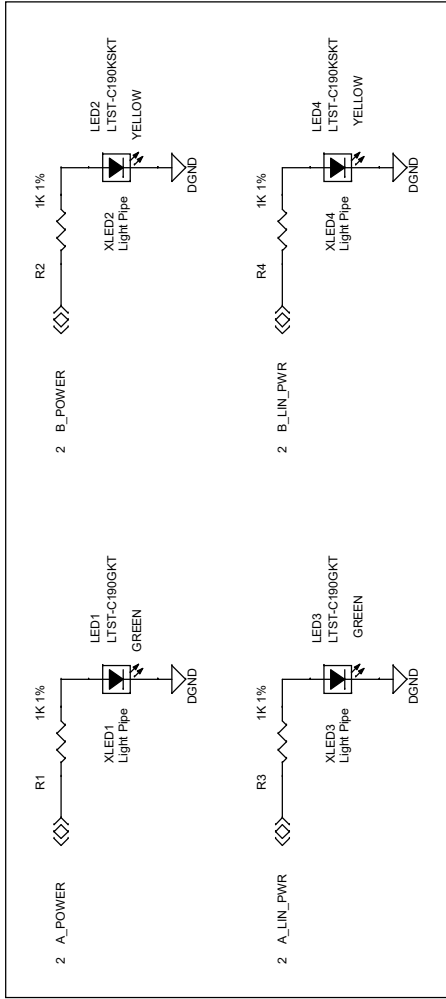 2 A_POWER
R1
1K 1%
XLED1
Light Pipe
LED1
LTST-C190GKT
GREEN
DGND
2 B_POWER
R2
1K 1%
XLED2
Light Pipe
LED2
LTST-C190KSKT
YELLOW
DGND
2 A_LIN_PWR
R3
1K 1%
XLED3
Light Pipe
LED3
LTST-C190GKT
GREEN
DGND
2 B_LIN_PWR
R4
1K 1%
XLED4
Light Pipe
LED4
LTST-C190KSKT
YELLOW
DGND